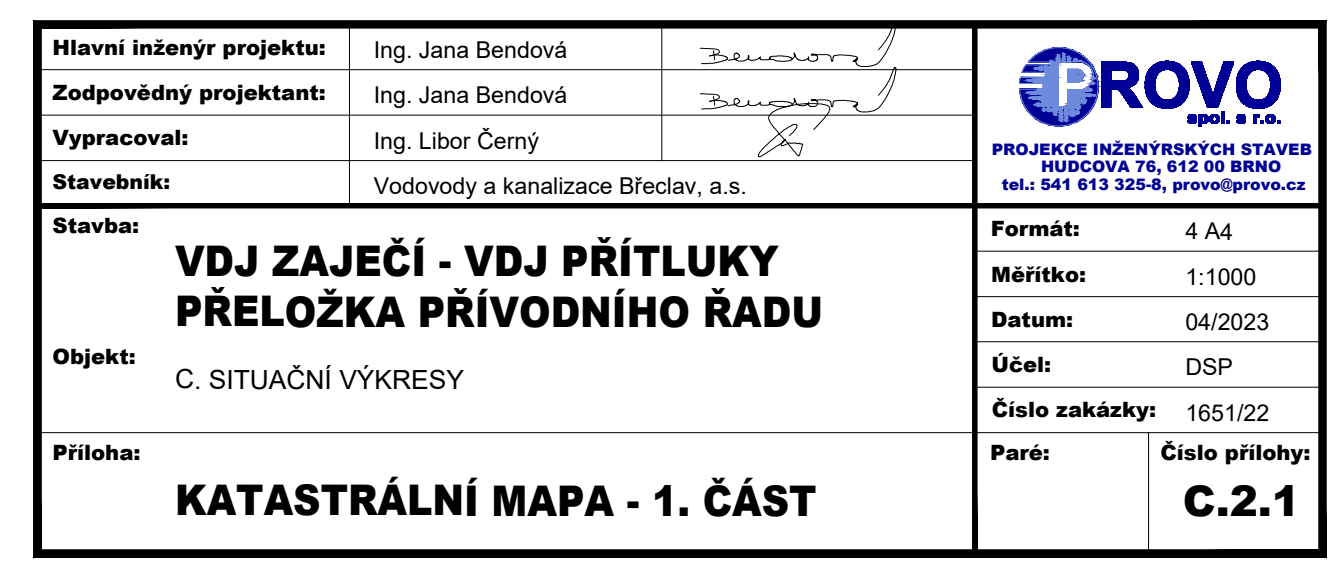 Hlavní inženýr projektu: Ing. Jana Bendová Bendová
Zodpovědný projektant: Ing. Jana Bendová Bendová
Vypracoval: Ing. Libor Černý
Stavebník: Vodovody a kanalizace Břeclav, a.s.
PROVO
spol. s r.o.
PROJEKCE INŽENÝRSKÝCH STAVEB
HUDCOVA 76, 612 00 BRNO
tel.: 541 613 325-8, provo@provo.cz
Stavba:
VDJ ZAJEČÍ - VDJ PŘÍTLUKY
PŘELOŽKA PŘÍVODNÍHO ŘADU
Objekt:
C. SITUAČNÍ VÝKRESY
Formát: 4 A4
Měřítko: 1:1000
Datum: 04/2023
Účel: DSP
Číslo zakázky: 1651/22
Příloha:
KATASTRÁLNÍ MAPA - 1. ČÁST
Paré:
Číslo přílohy:
C.2.1